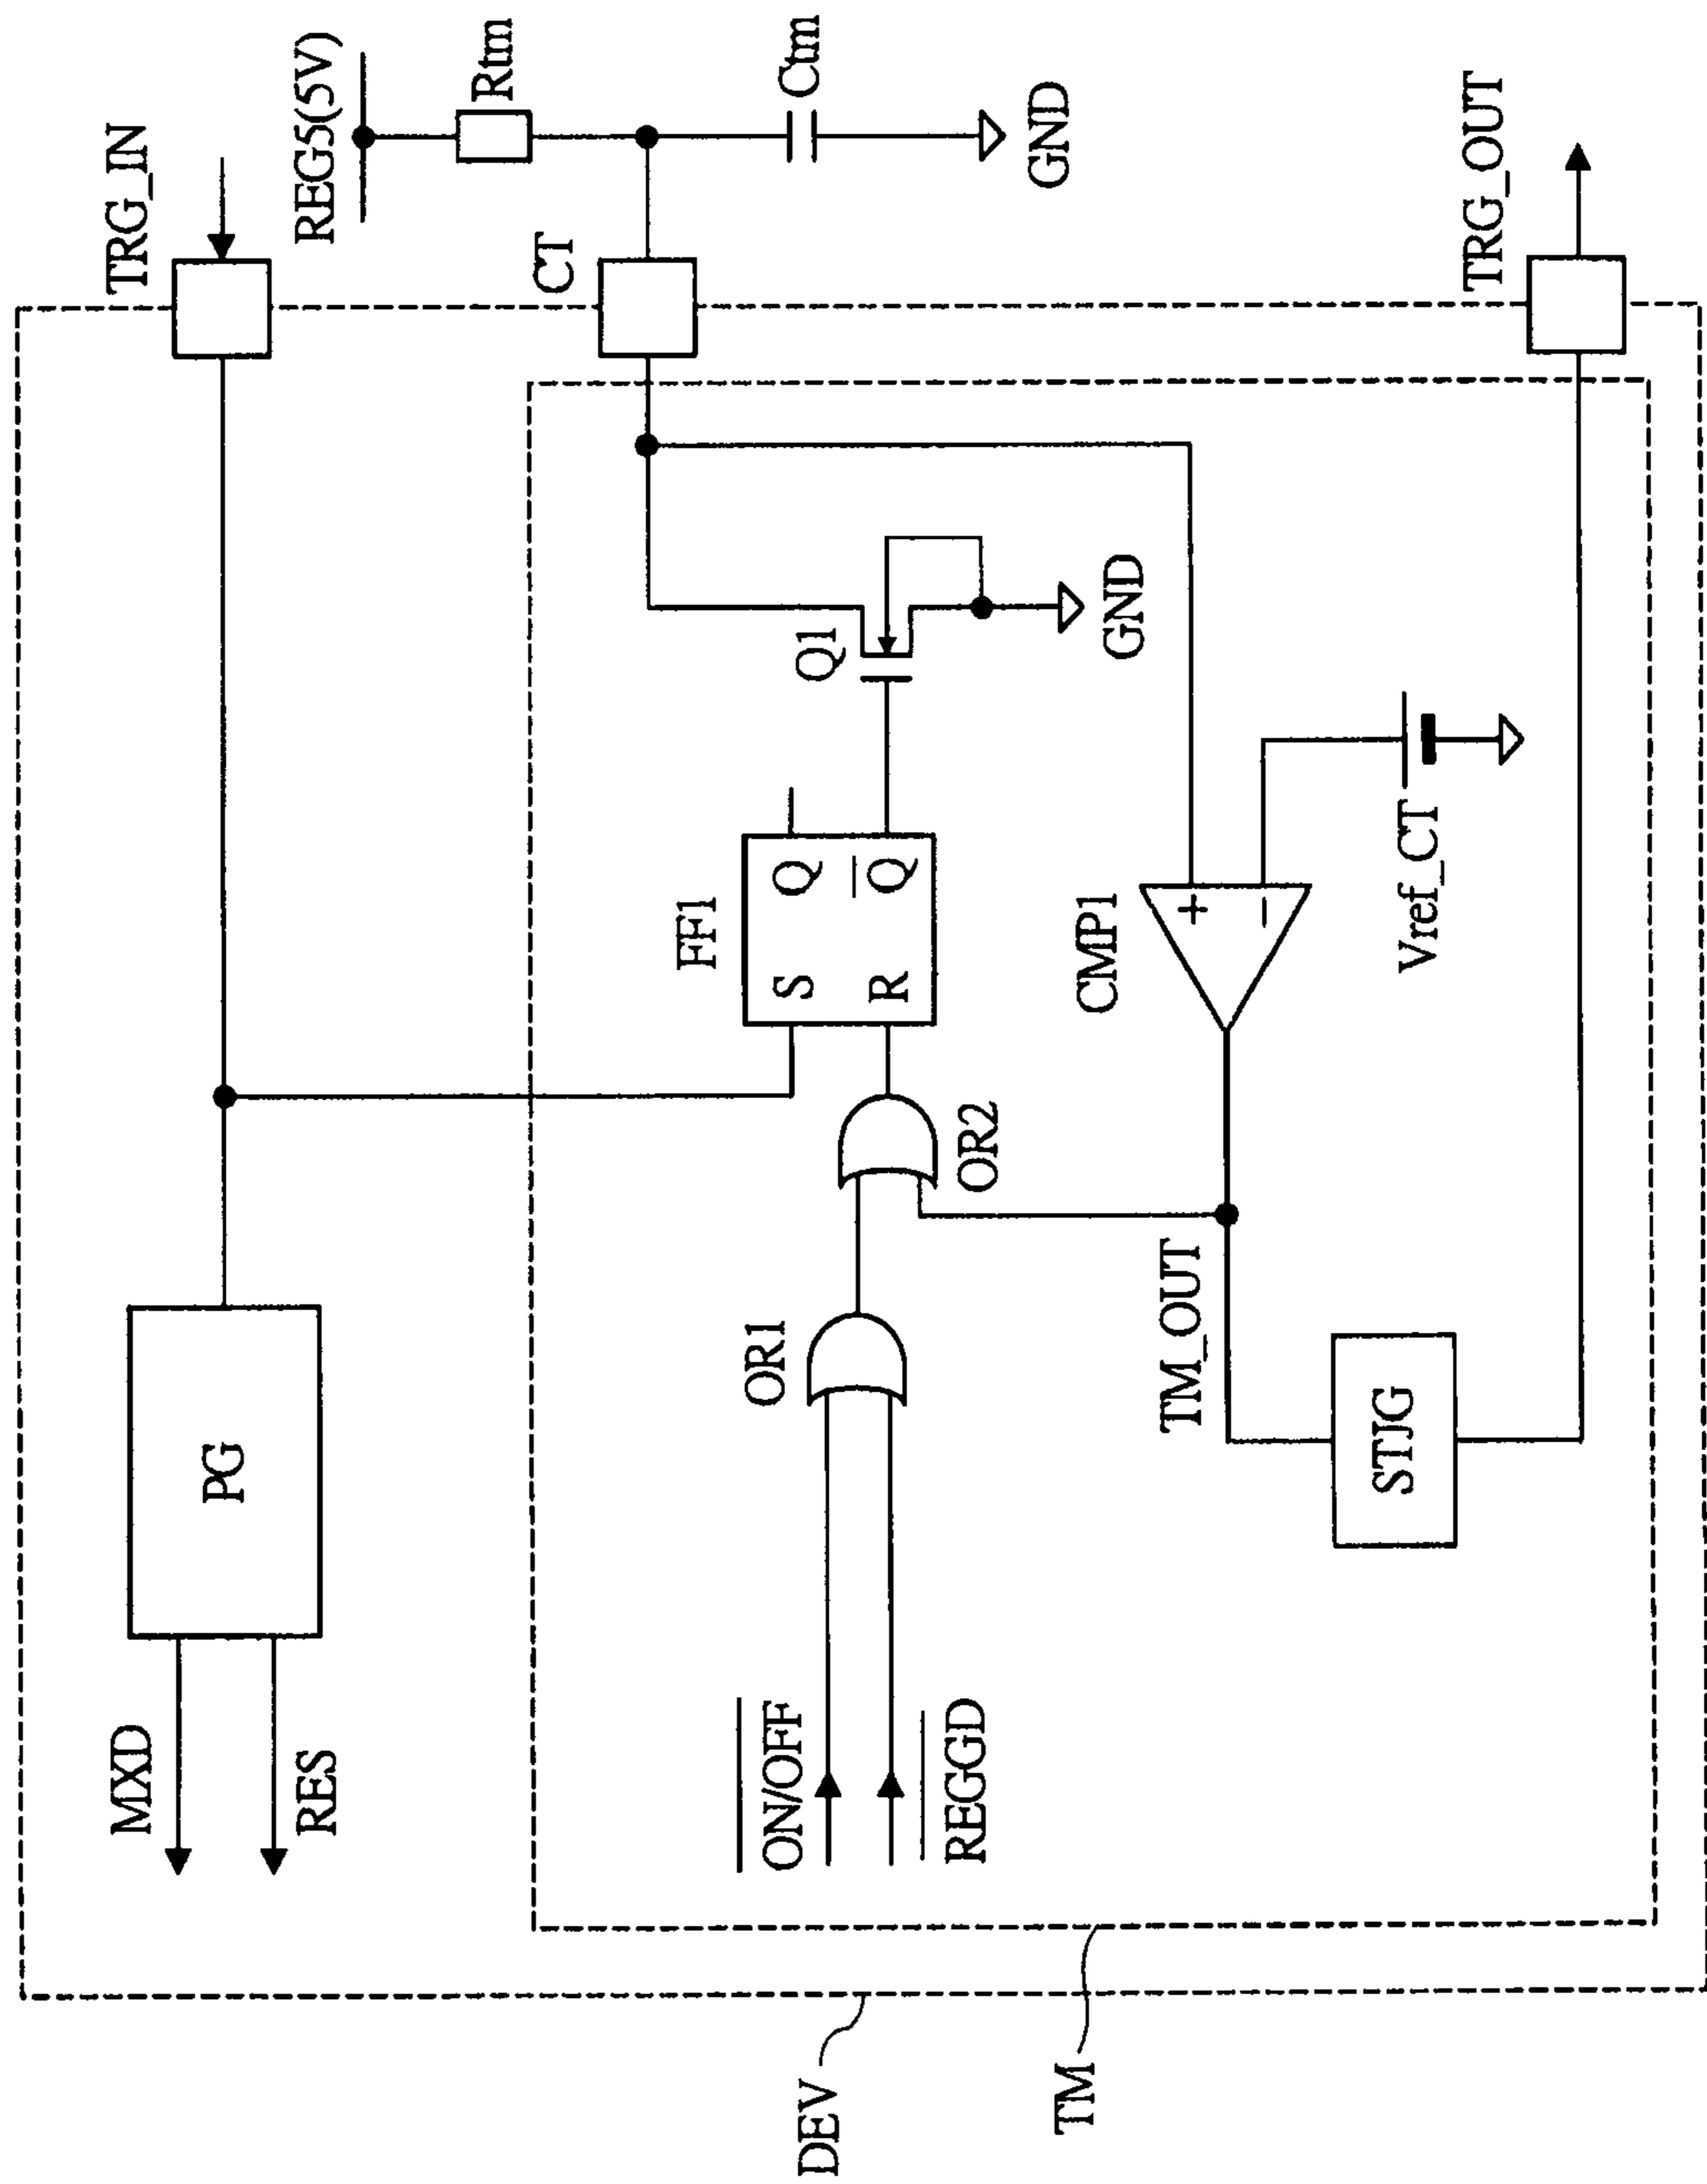 MXD
RES
PG
TRG_IN
REG5(5V)
Rtm
Ctm
GND
CT
ON/OFF
REGGD
OR1
OR2
FF1
S
Q
R
Q
Q1
GND
CMP1
+
−
Vref_CT
TM_OUT
STJG
TRG_OUT
DEV
TM